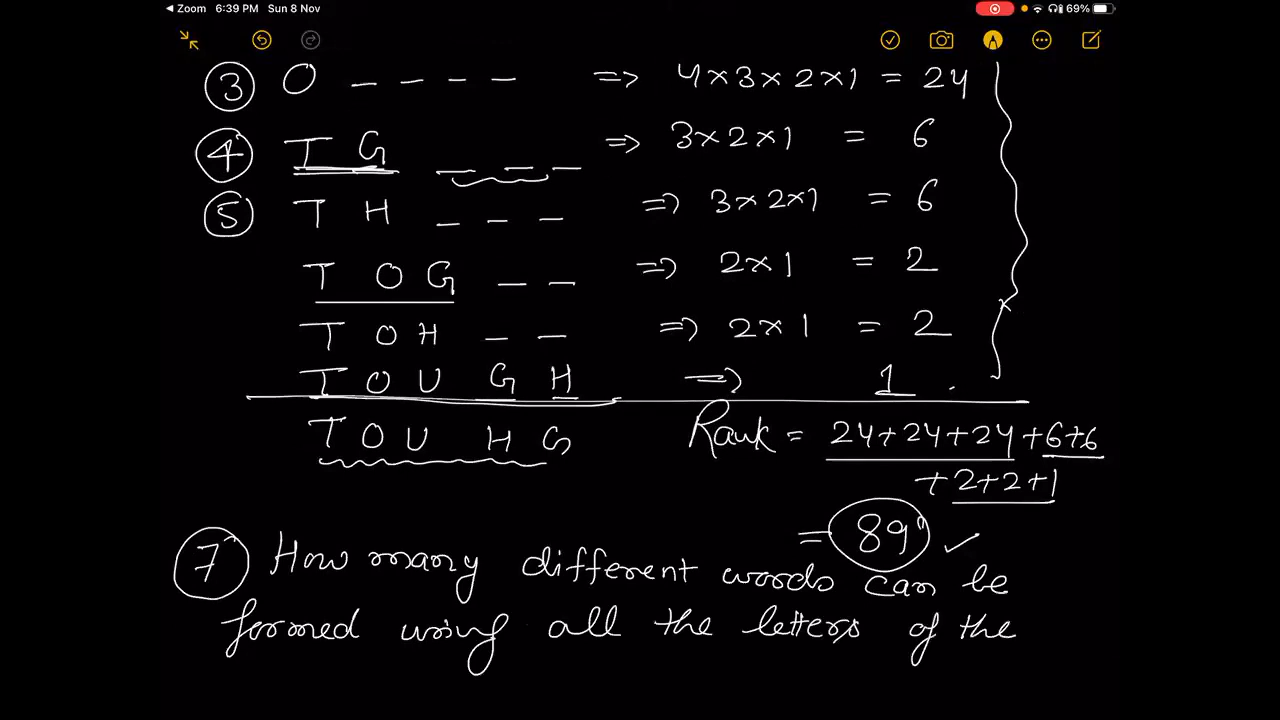 Zoom 6:39 PM Sun 8 Nov 69%
③ O _ _ _ _ => 4×3×2×1 = 24
④ T G _ _ _ => 3×2×1 = 6
⑤ T H _ _ _ => 3×2×1 = 6
T O G _ _ => 2×1 = 2
T O H _ _ => 2×1 = 2
T O U G H => 1
T O U H G Rank = 24+24+24+6+6
+2+2+1
= 89
⑦ How many different words can be
formed using all the letters of the